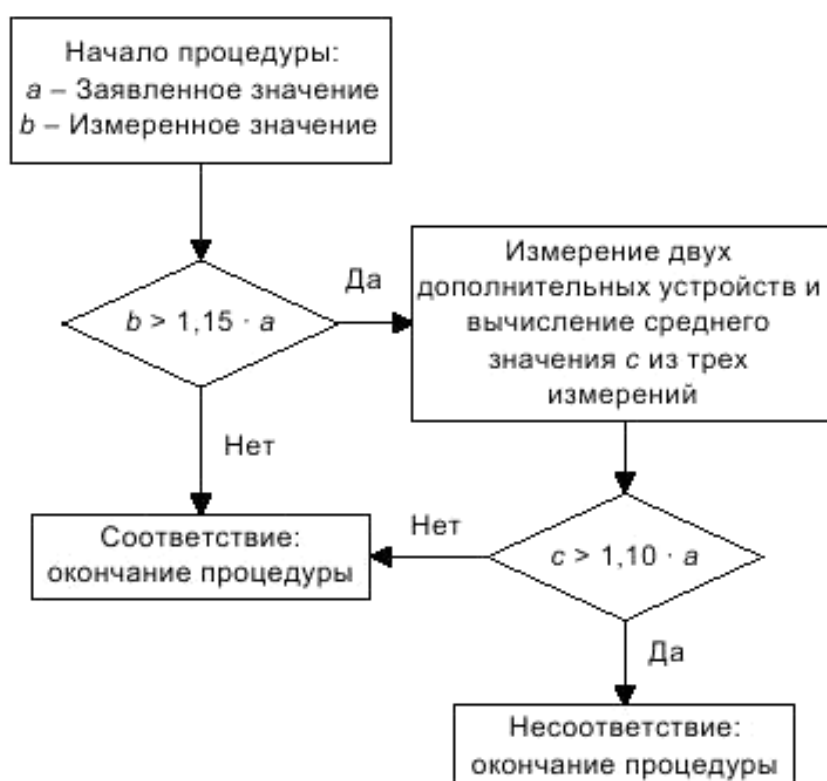 Начало процедуры:
a – Заявленное значение
b – Измеренное значение
b > 1,15 · a
Да
Измерение двух
дополнительных устройств и
вычисление среднего
значения c из трех
измерений
Нет
Соответствие:
окончание процедуры
Нет
c > 1,10 · a
Да
Несоответствие:
окончание процедуры